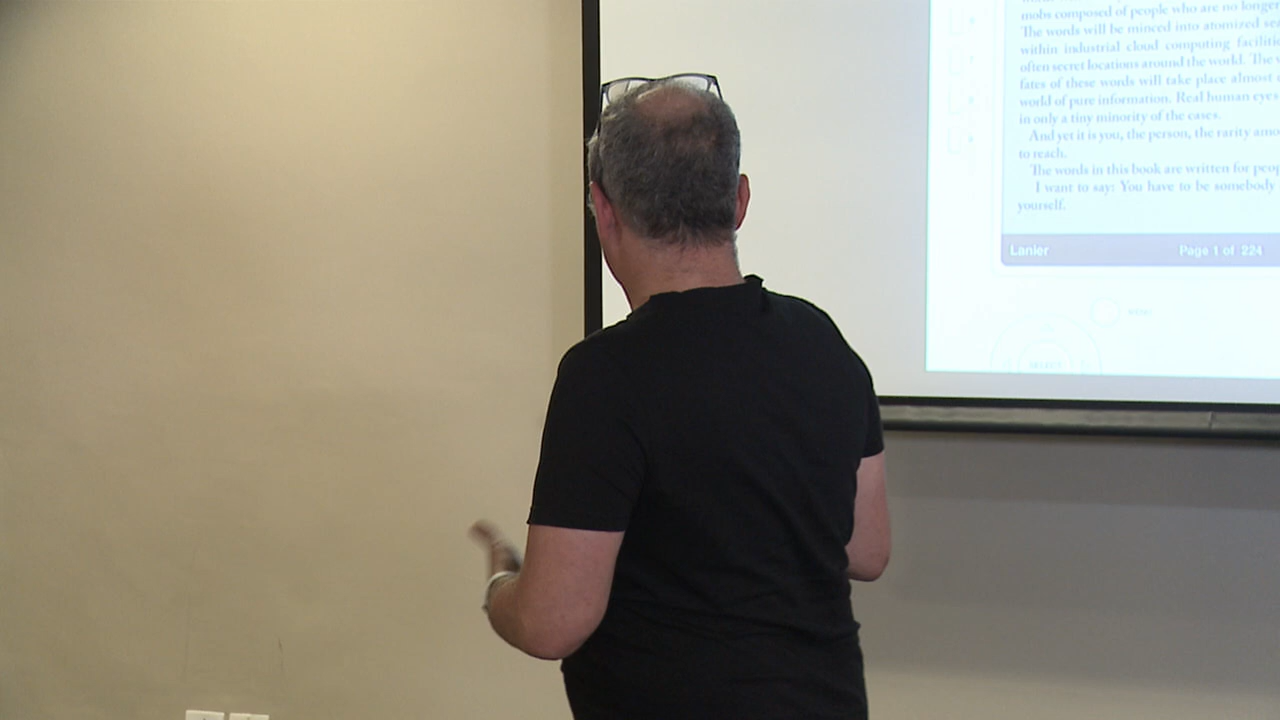 mobs composed of people who are no longer
The words will be minced into atomized
within industrial cloud computing
often secret locations around the world. The
fates of these words will take place almost
world of pure information. Real human eyes
in only a tiny minority of the cases.
And yet it is you, the person, the rarity
to reach.
The words in this book are written for
I want to say: You have to be somebody
yourself.
Lanier
Page 1 of 224